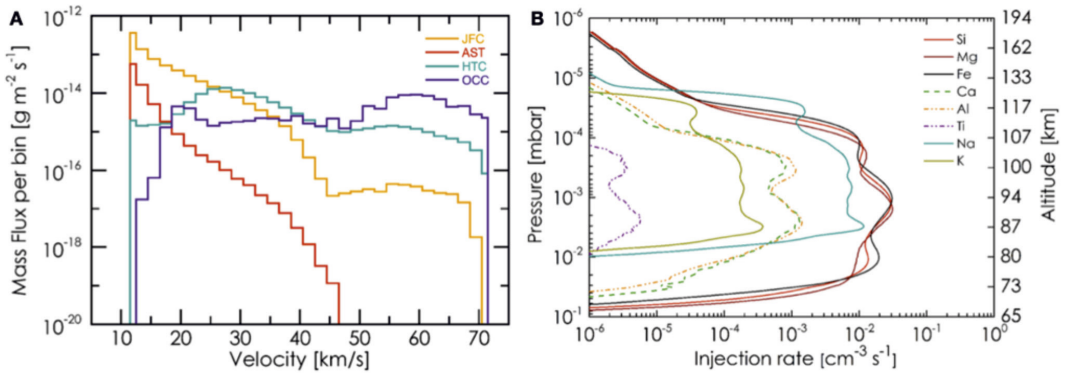 A
Mass Flux per bin [g m⁻² s⁻¹]
10⁻¹²
10⁻¹⁴
10⁻¹⁶
10⁻¹⁸
10⁻²⁰
JFC
AST
HTC
OCC
10 20 30 40 50 60 70
Velocity [km/s]
B
Pressure [mbar]
10⁻⁶
10⁻⁵
10⁻⁴
10⁻³
10⁻²
10⁻¹
Si
Mg
Fe
Ca
Al
Ti
Na
K
194
162
133
117
107
100
94
87
80
73
65
Altitude [km]
10⁻⁶ 10⁻⁵ 10⁻⁴ 10⁻³ 10⁻² 10⁻¹ 10⁰
Injection rate [cm⁻³ s⁻¹]